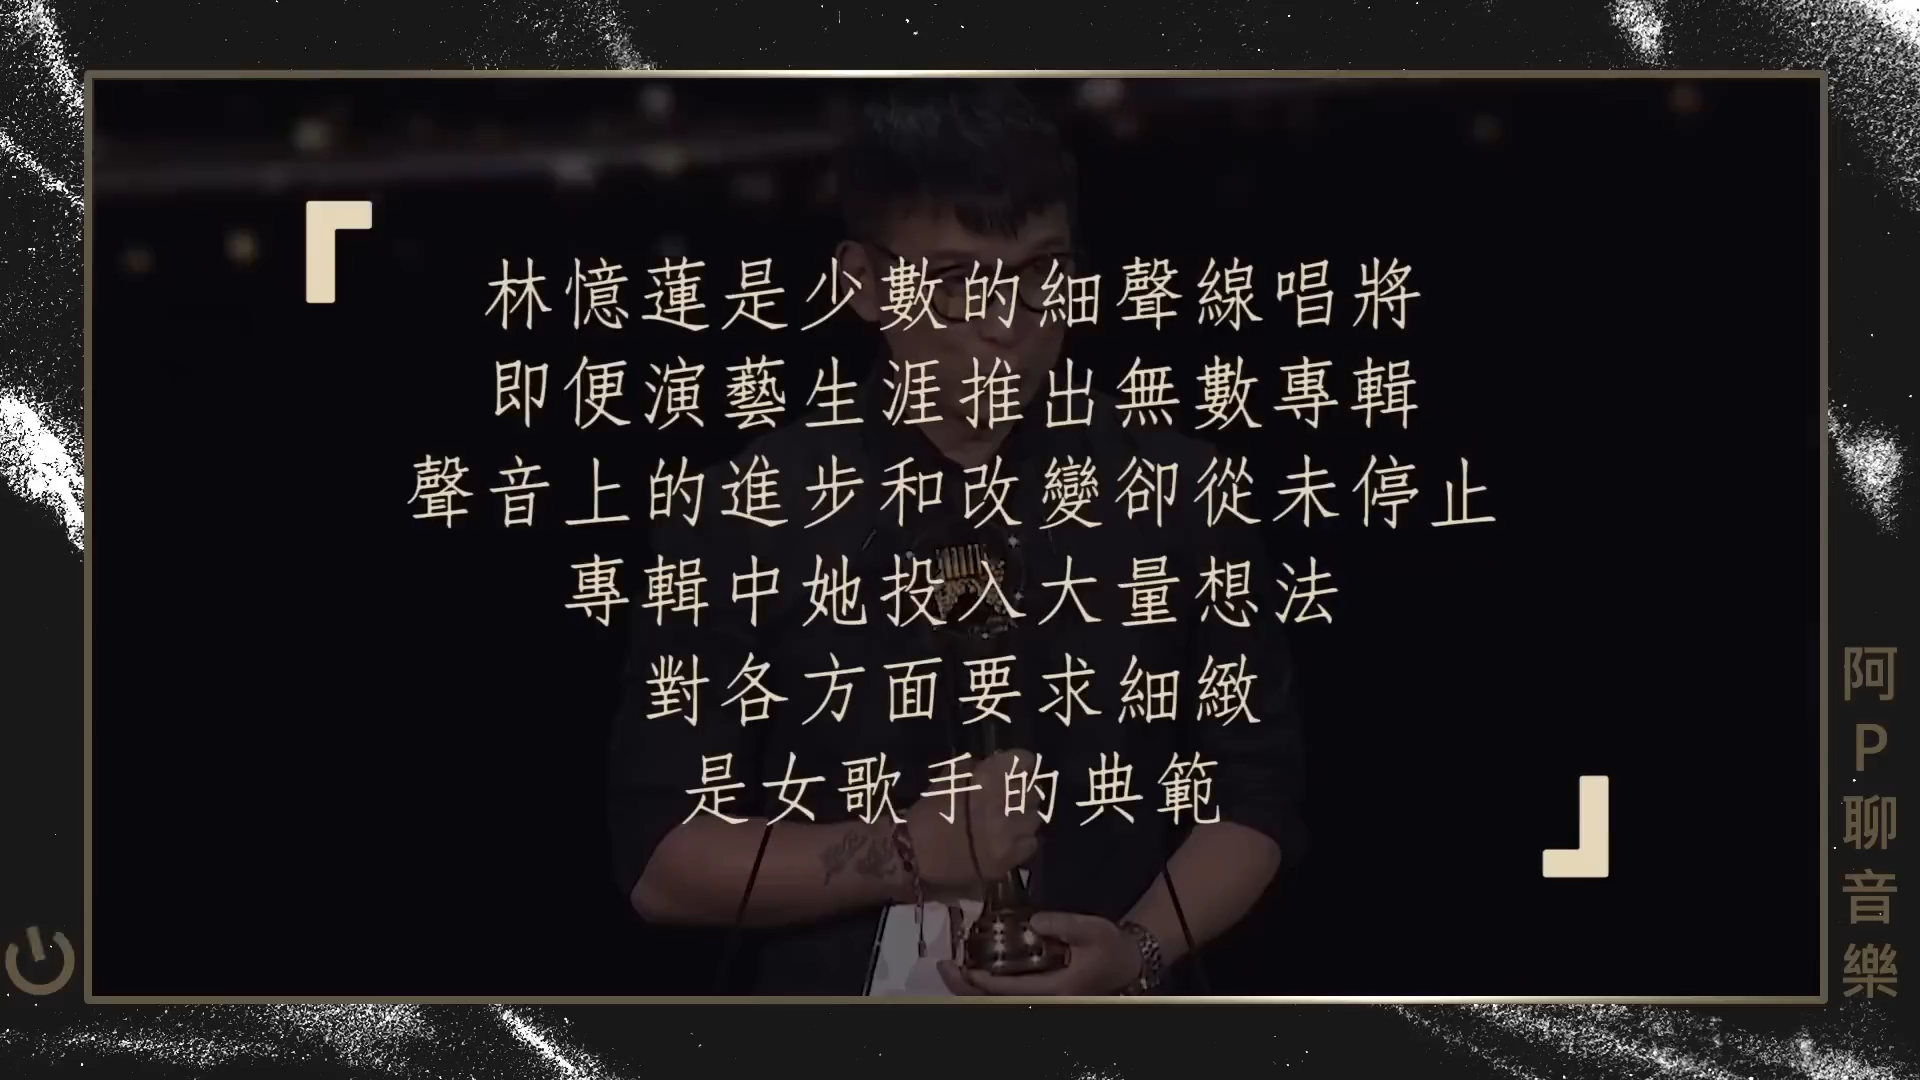 「
林憶蓮是少數的細聲線唱將
即便演藝生涯推出無數專輯
聲音上的進步和改變卻從未停止
專輯中她投入大量想法
對各方面要求細緻
是女歌手的典範
」
阿P聊音樂